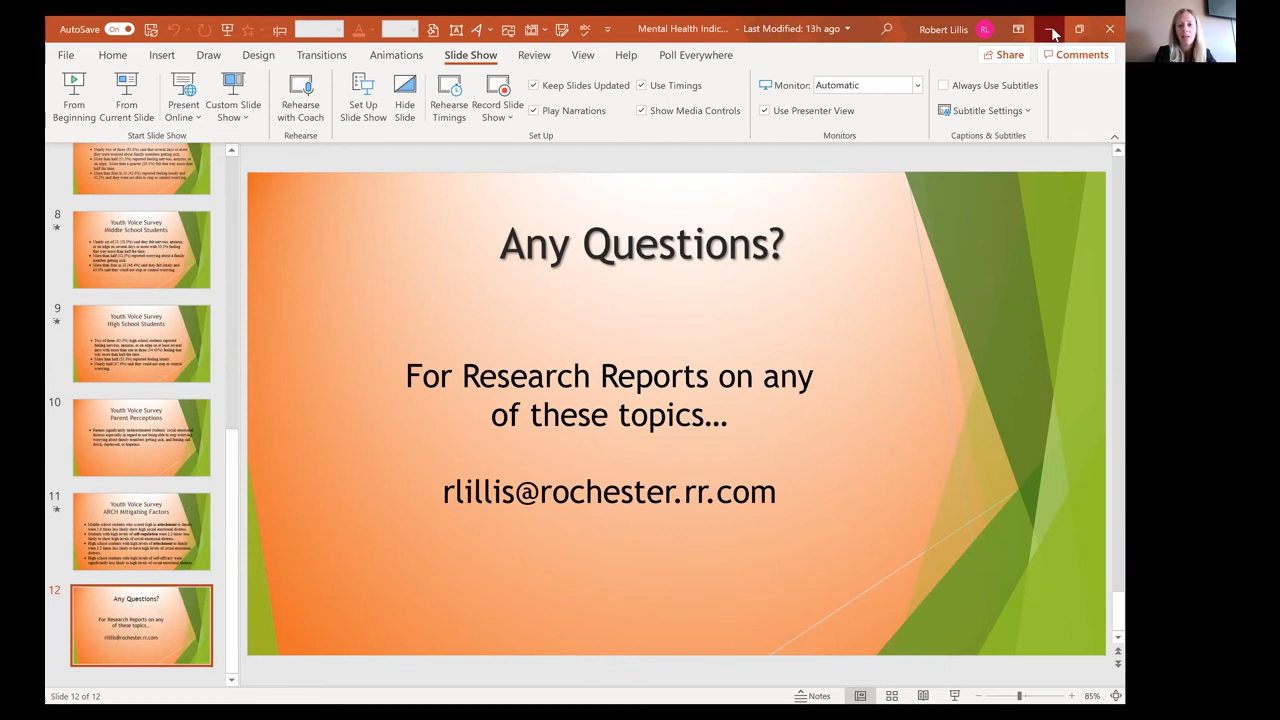 AutoSave On
Mental Health Indic... - Last Modified: 13h ago
Robert Lillis RL
File Home Insert Draw Design Transitions Animations Slide Show Review View Help Poll Everywhere
Share Comments
From Beginning
From Current Slide
Present Online
Custom Slide Show
Rehearse with Coach
Set Up Slide Show
Hide Slide
Rehearse Timings
Record Slide Show
Keep Slides Updated
Use Timings
Play Narrations
Show Media Controls
Monitor: Automatic
Use Presenter View
Always Use Subtitles
Subtitle Settings
Start Slide Show
Rehearse
Set Up
Monitors
Captions & Subtitles
8
Youth Voice Survey
Middle School Students
9
Youth Voice Survey
High School Students
10
Youth Voice Survey
Parent Perceptions
11
Youth Voice Survey
ARCH Mitigating Factors
12
Any Questions?
For Research Reports on any
of these topics...
rlillis@rochester.rr.com
Any Questions?
For Research Reports on any
of these topics...
rlillis@rochester.rr.com
Slide 12 of 12
Notes
85%